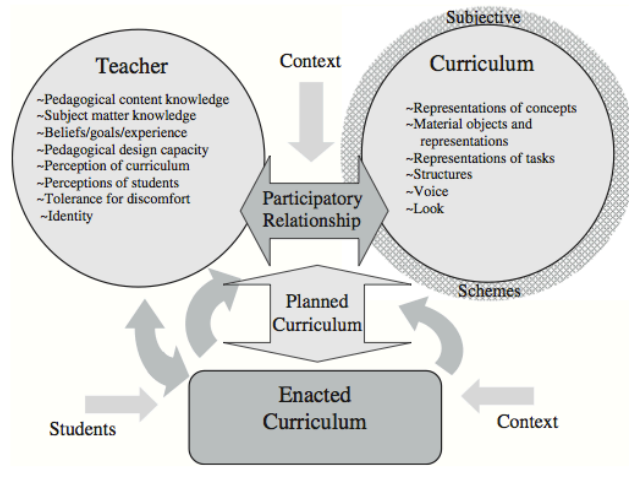 Subjective
Teacher
~Pedagogical content knowledge
~Subject matter knowledge
~Beliefs/goals/experience
~Pedagogical design capacity
~Perception of curriculum
~Perceptions of students
~Tolerance for discomfort
~Identity
Context
Curriculum
~Representations of concepts
~Material objects and
representations
~Representations of tasks
~Structures
~Voice
~Look
Participatory
Relationship
Schemes
Planned
Curriculum
Enacted
Curriculum
Students
Context